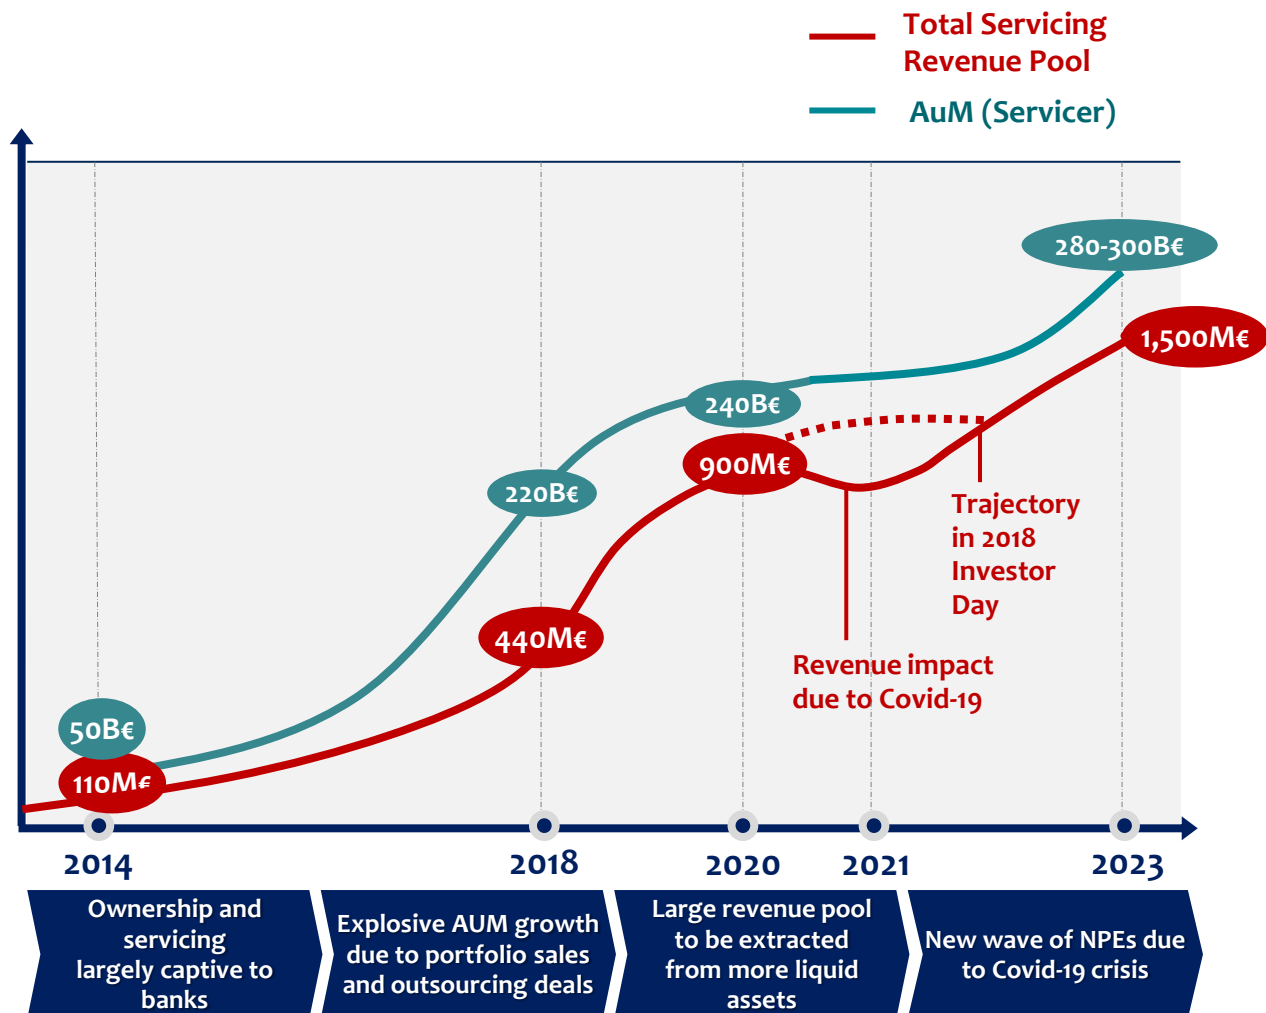 Total Servicing
Revenue Pool
AuM (Servicer)
280-300B€
1,500M€
240B€
900M€
220B€
Trajectory
in 2018
Investor
Day
440M€
Revenue impact
due to Covid-19
50B€
110M€
2014
2018
2020
2021
2023
Ownership and
servicing
largely captive to
banks
Explosive AUM growth
due to portfolio sales
and outsourcing deals
Large revenue pool
to be extracted
from more liquid
assets
New wave of NPEs due
to Covid-19 crisis